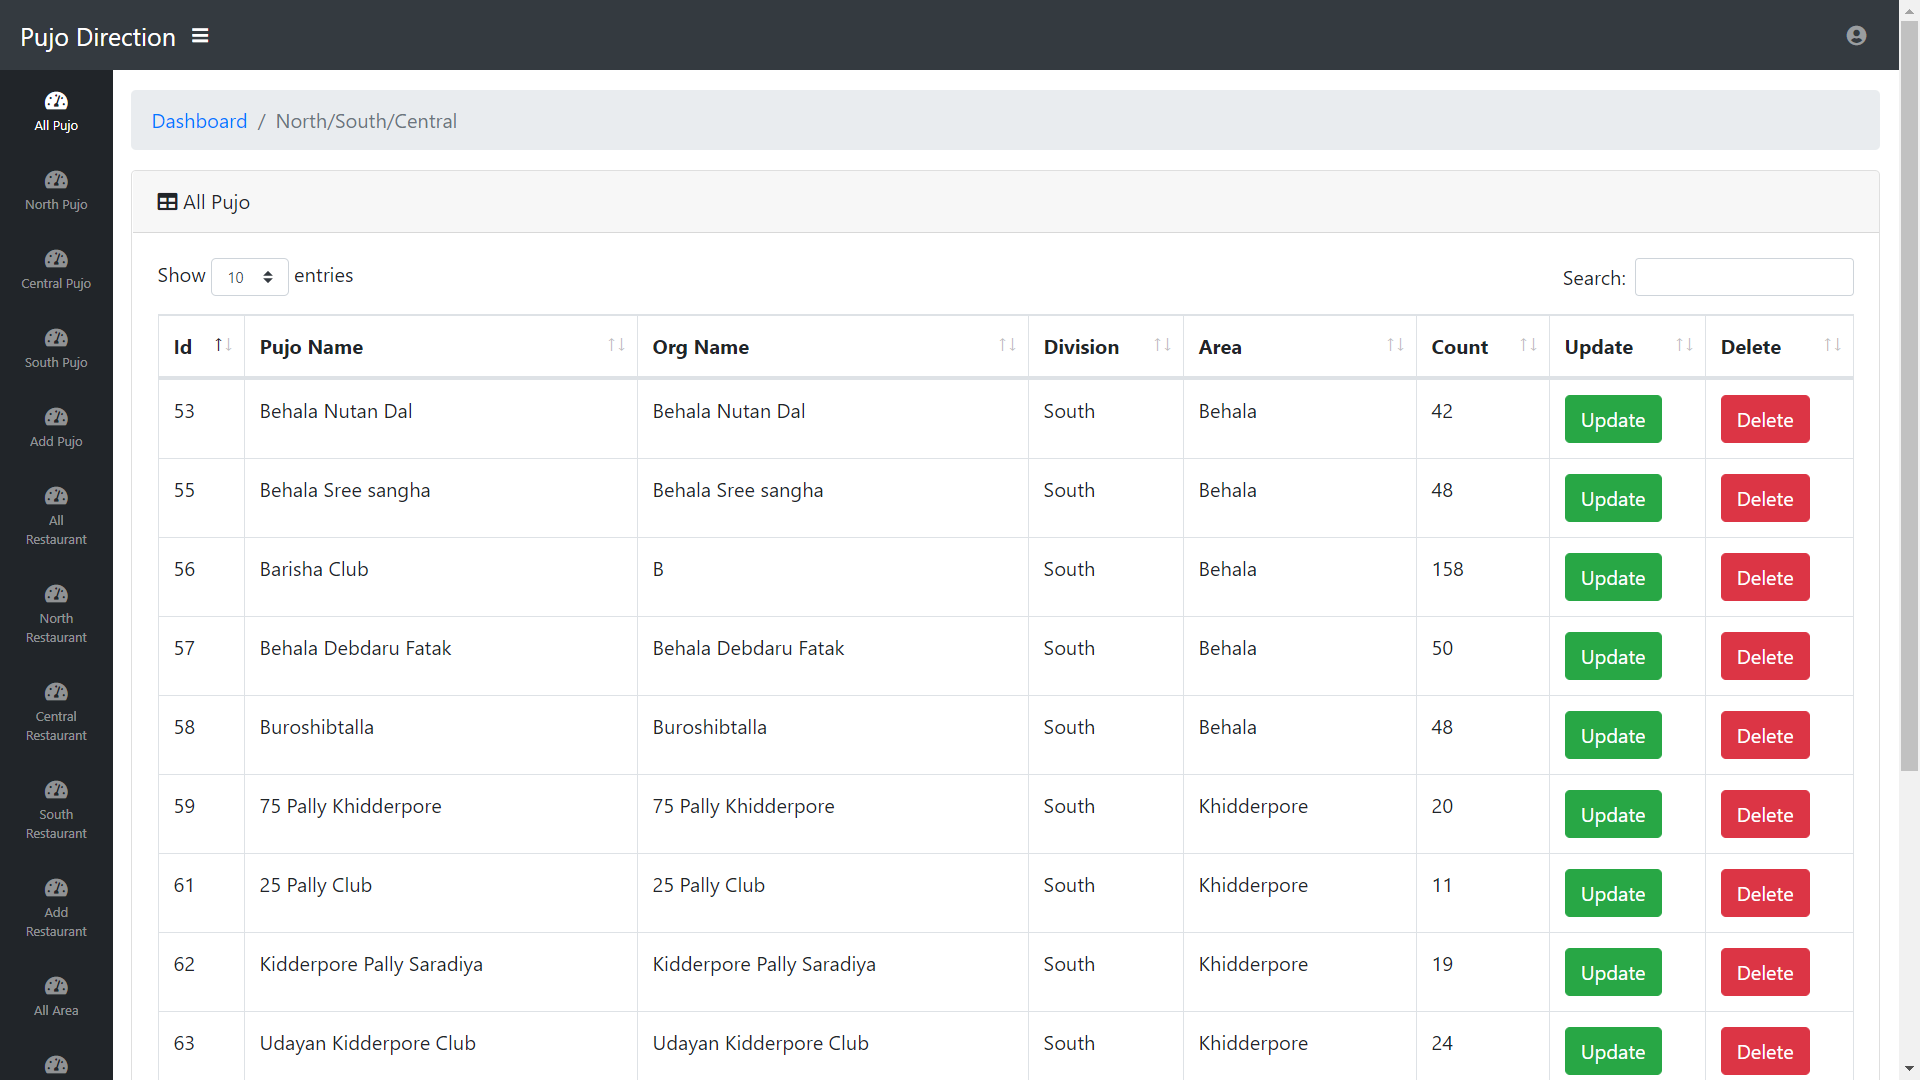 Pujo Direction
All Pujo
North Pujo
Central Pujo
South Pujo
Add Pujo
All
Restaurant
North
Restaurant
Central
Restaurant
South
Restaurant
Add
Restaurant
All Area
Dashboard / North/South/Central
All Pujo
Show 10 entries
Search:
Id Pujo Name Org Name Division Area Count Update Delete
53 Behala Nutan Dal Behala Nutan Dal South Behala 42 Update Delete
55 Behala Sree sangha Behala Sree sangha South Behala 48 Update Delete
56 Barisha Club B South Behala 158 Update Delete
57 Behala Debdaru Fatak Behala Debdaru Fatak South Behala 50 Update Delete
58 Buroshibtalla Buroshibtalla South Behala 48 Update Delete
59 75 Pally Khidderpore 75 Pally Khidderpore South Khidderpore 20 Update Delete
61 25 Pally Club 25 Pally Club South Khidderpore 11 Update Delete
62 Kidderpore Pally Saradiya Kidderpore Pally Saradiya South Khidderpore 19 Update Delete
63 Udayan Kidderpore Club Udayan Kidderpore Club South Khidderpore 24 Update Delete